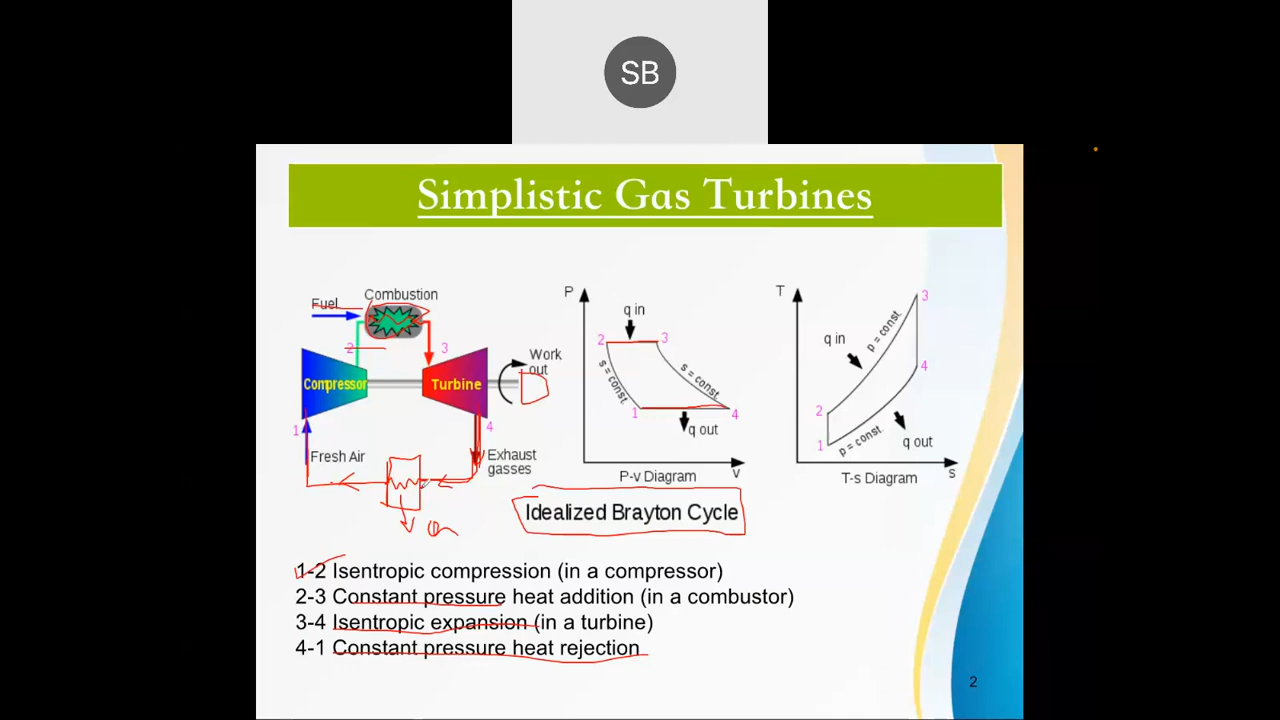 SB
Simplistic Gas Turbines
Fuel
Combustion
2
3
Compressor
Turbine
Work
out
1
4
Fresh Air
Exhaust
gasses
P
q in
2
3
s = const.
s = const.
1
4
q out
V
P-v Diagram
T
3
q in
p = const.
4
2
1
p = const.
q out
s
T-s Diagram
Idealized Brayton Cycle
1-2 Isentropic compression (in a compressor)
2-3 Constant pressure heat addition (in a combustor)
3-4 Isentropic expansion (in a turbine)
4-1 Constant pressure heat rejection
2